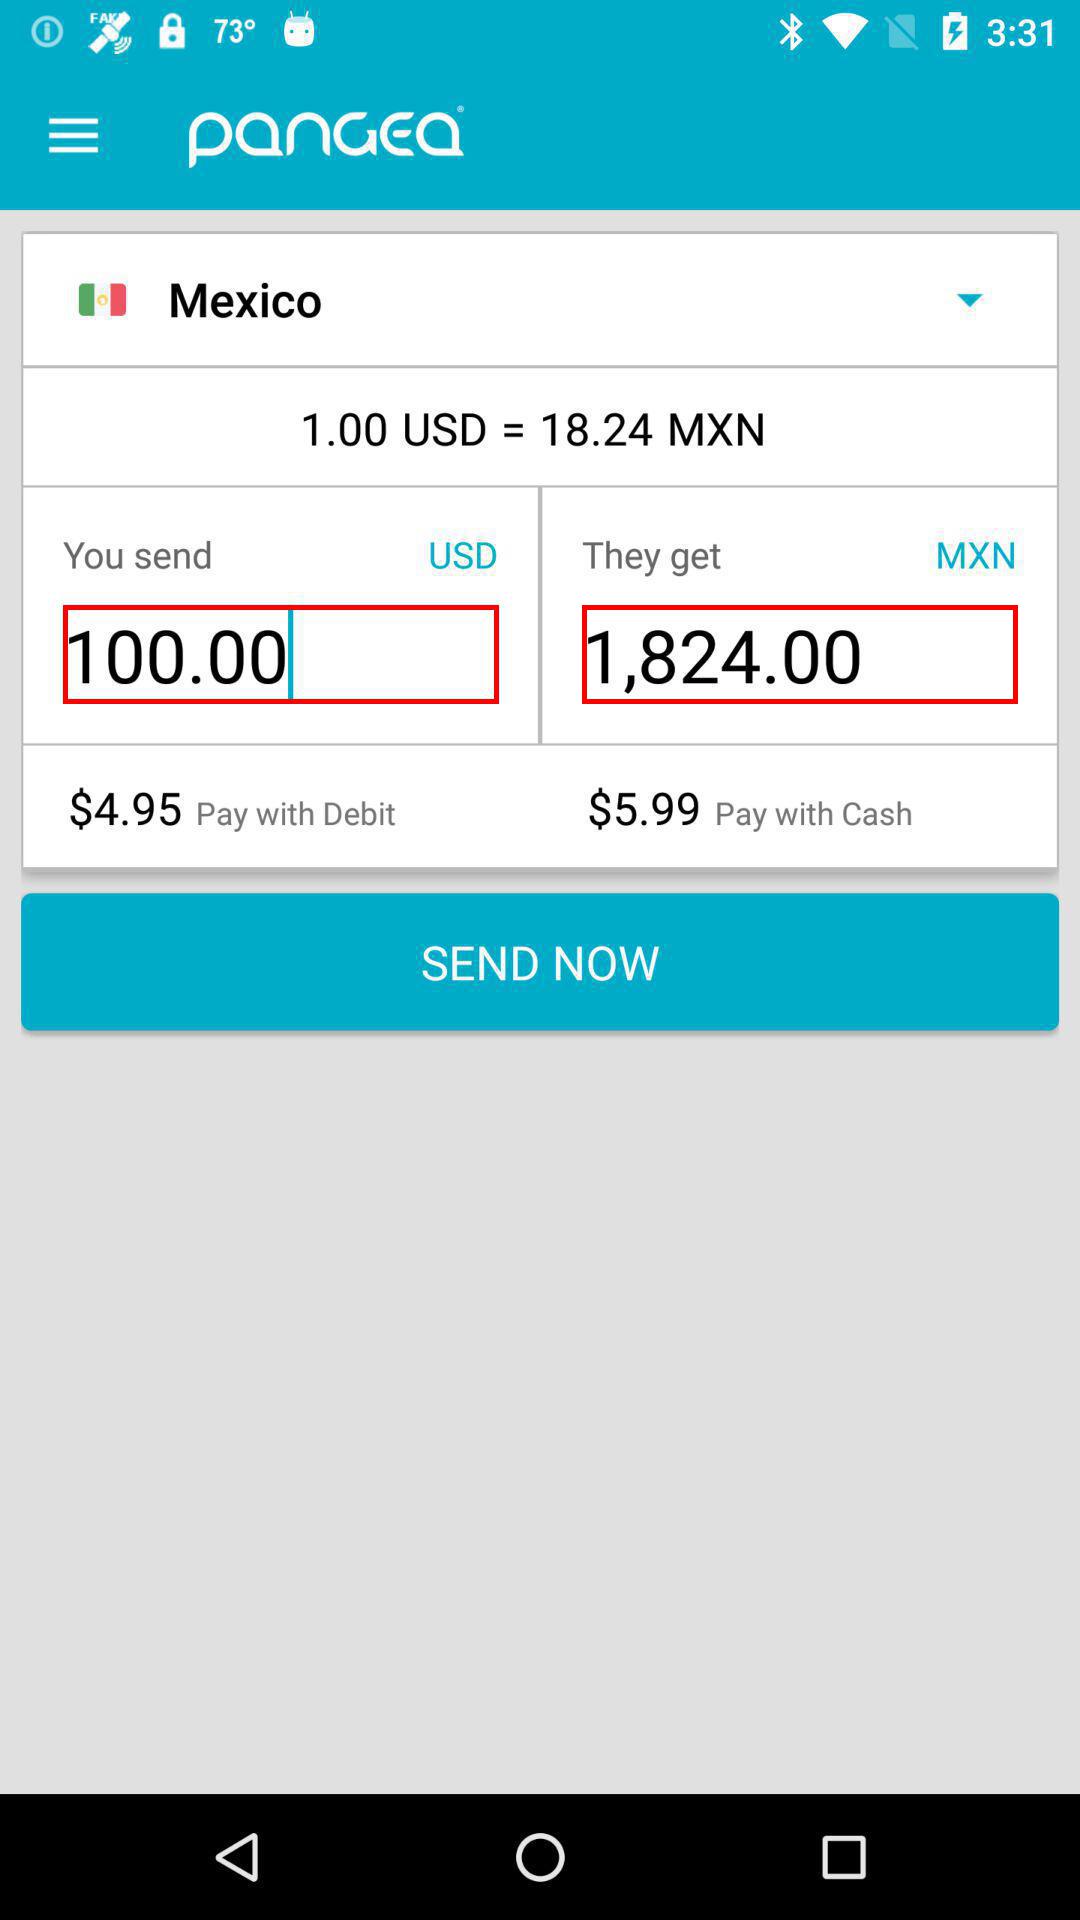 FAKE 73° 3:31
pangea®
Mexico
1.00 USD = 18.24 MXN
You send USD They get MXN
100.00 1,824.00
$4.95 Pay with Debit $5.99 Pay with Cash
SEND NOW